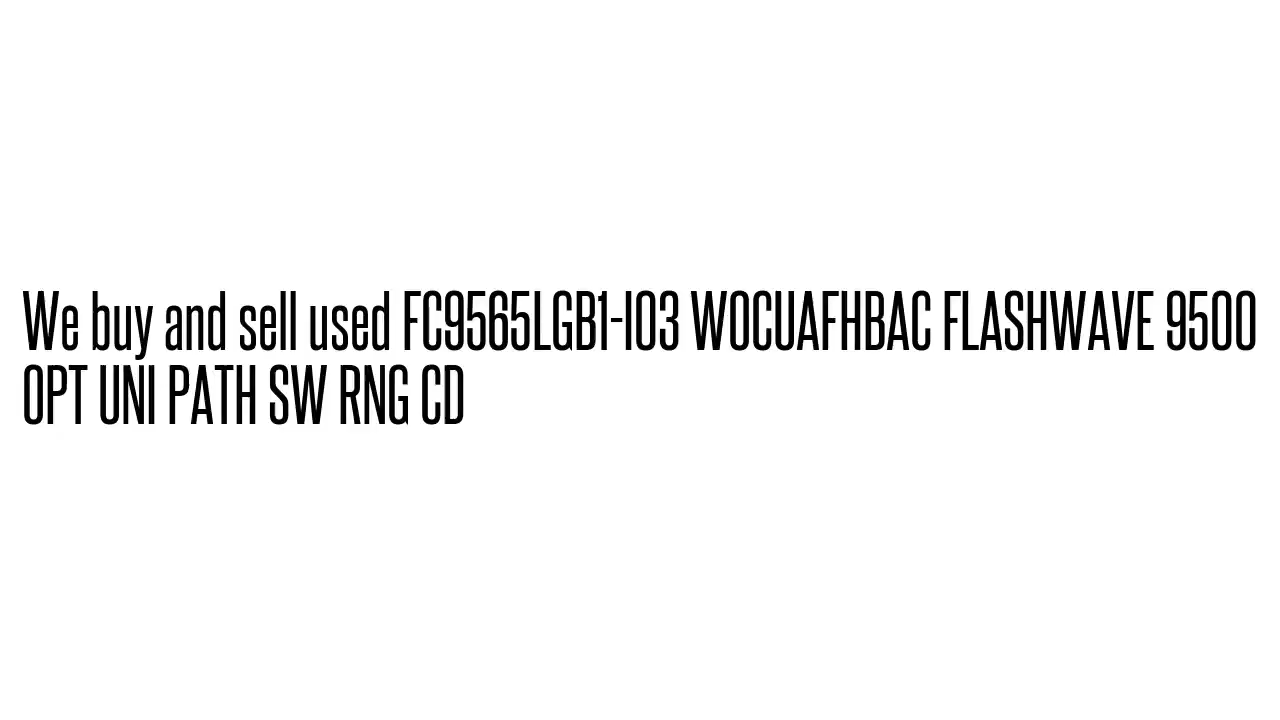 We buy and sell used FC9565LGB1-I03 WOCUAFHBAC FLASHWAVE 9500
OPT UNI PATH SW RNG CD